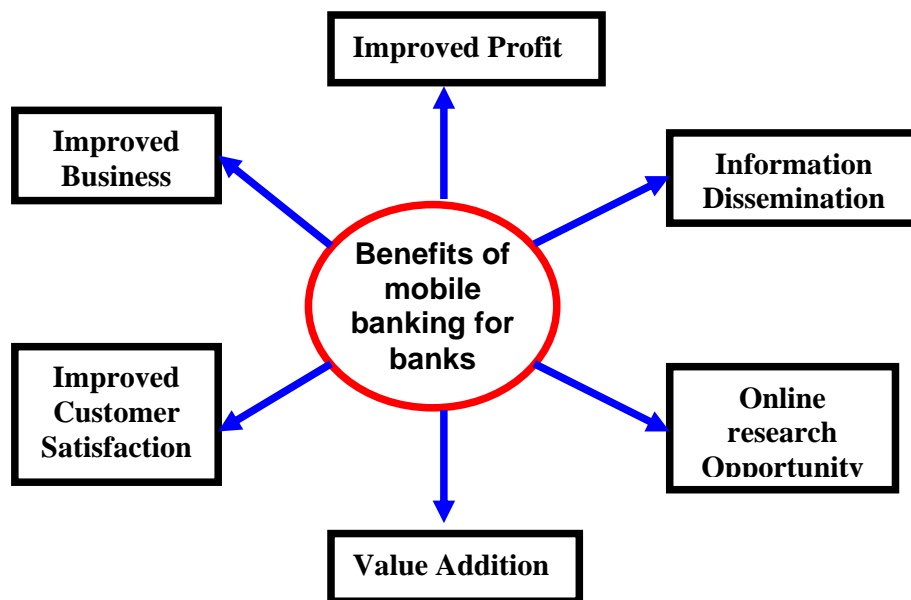 Improved Profit
Improved
Business
Information
Dissemination
Benefits of
mobile
banking for
banks
Improved
Customer
Satisfaction
Online
research
Opportunity
Value Addition